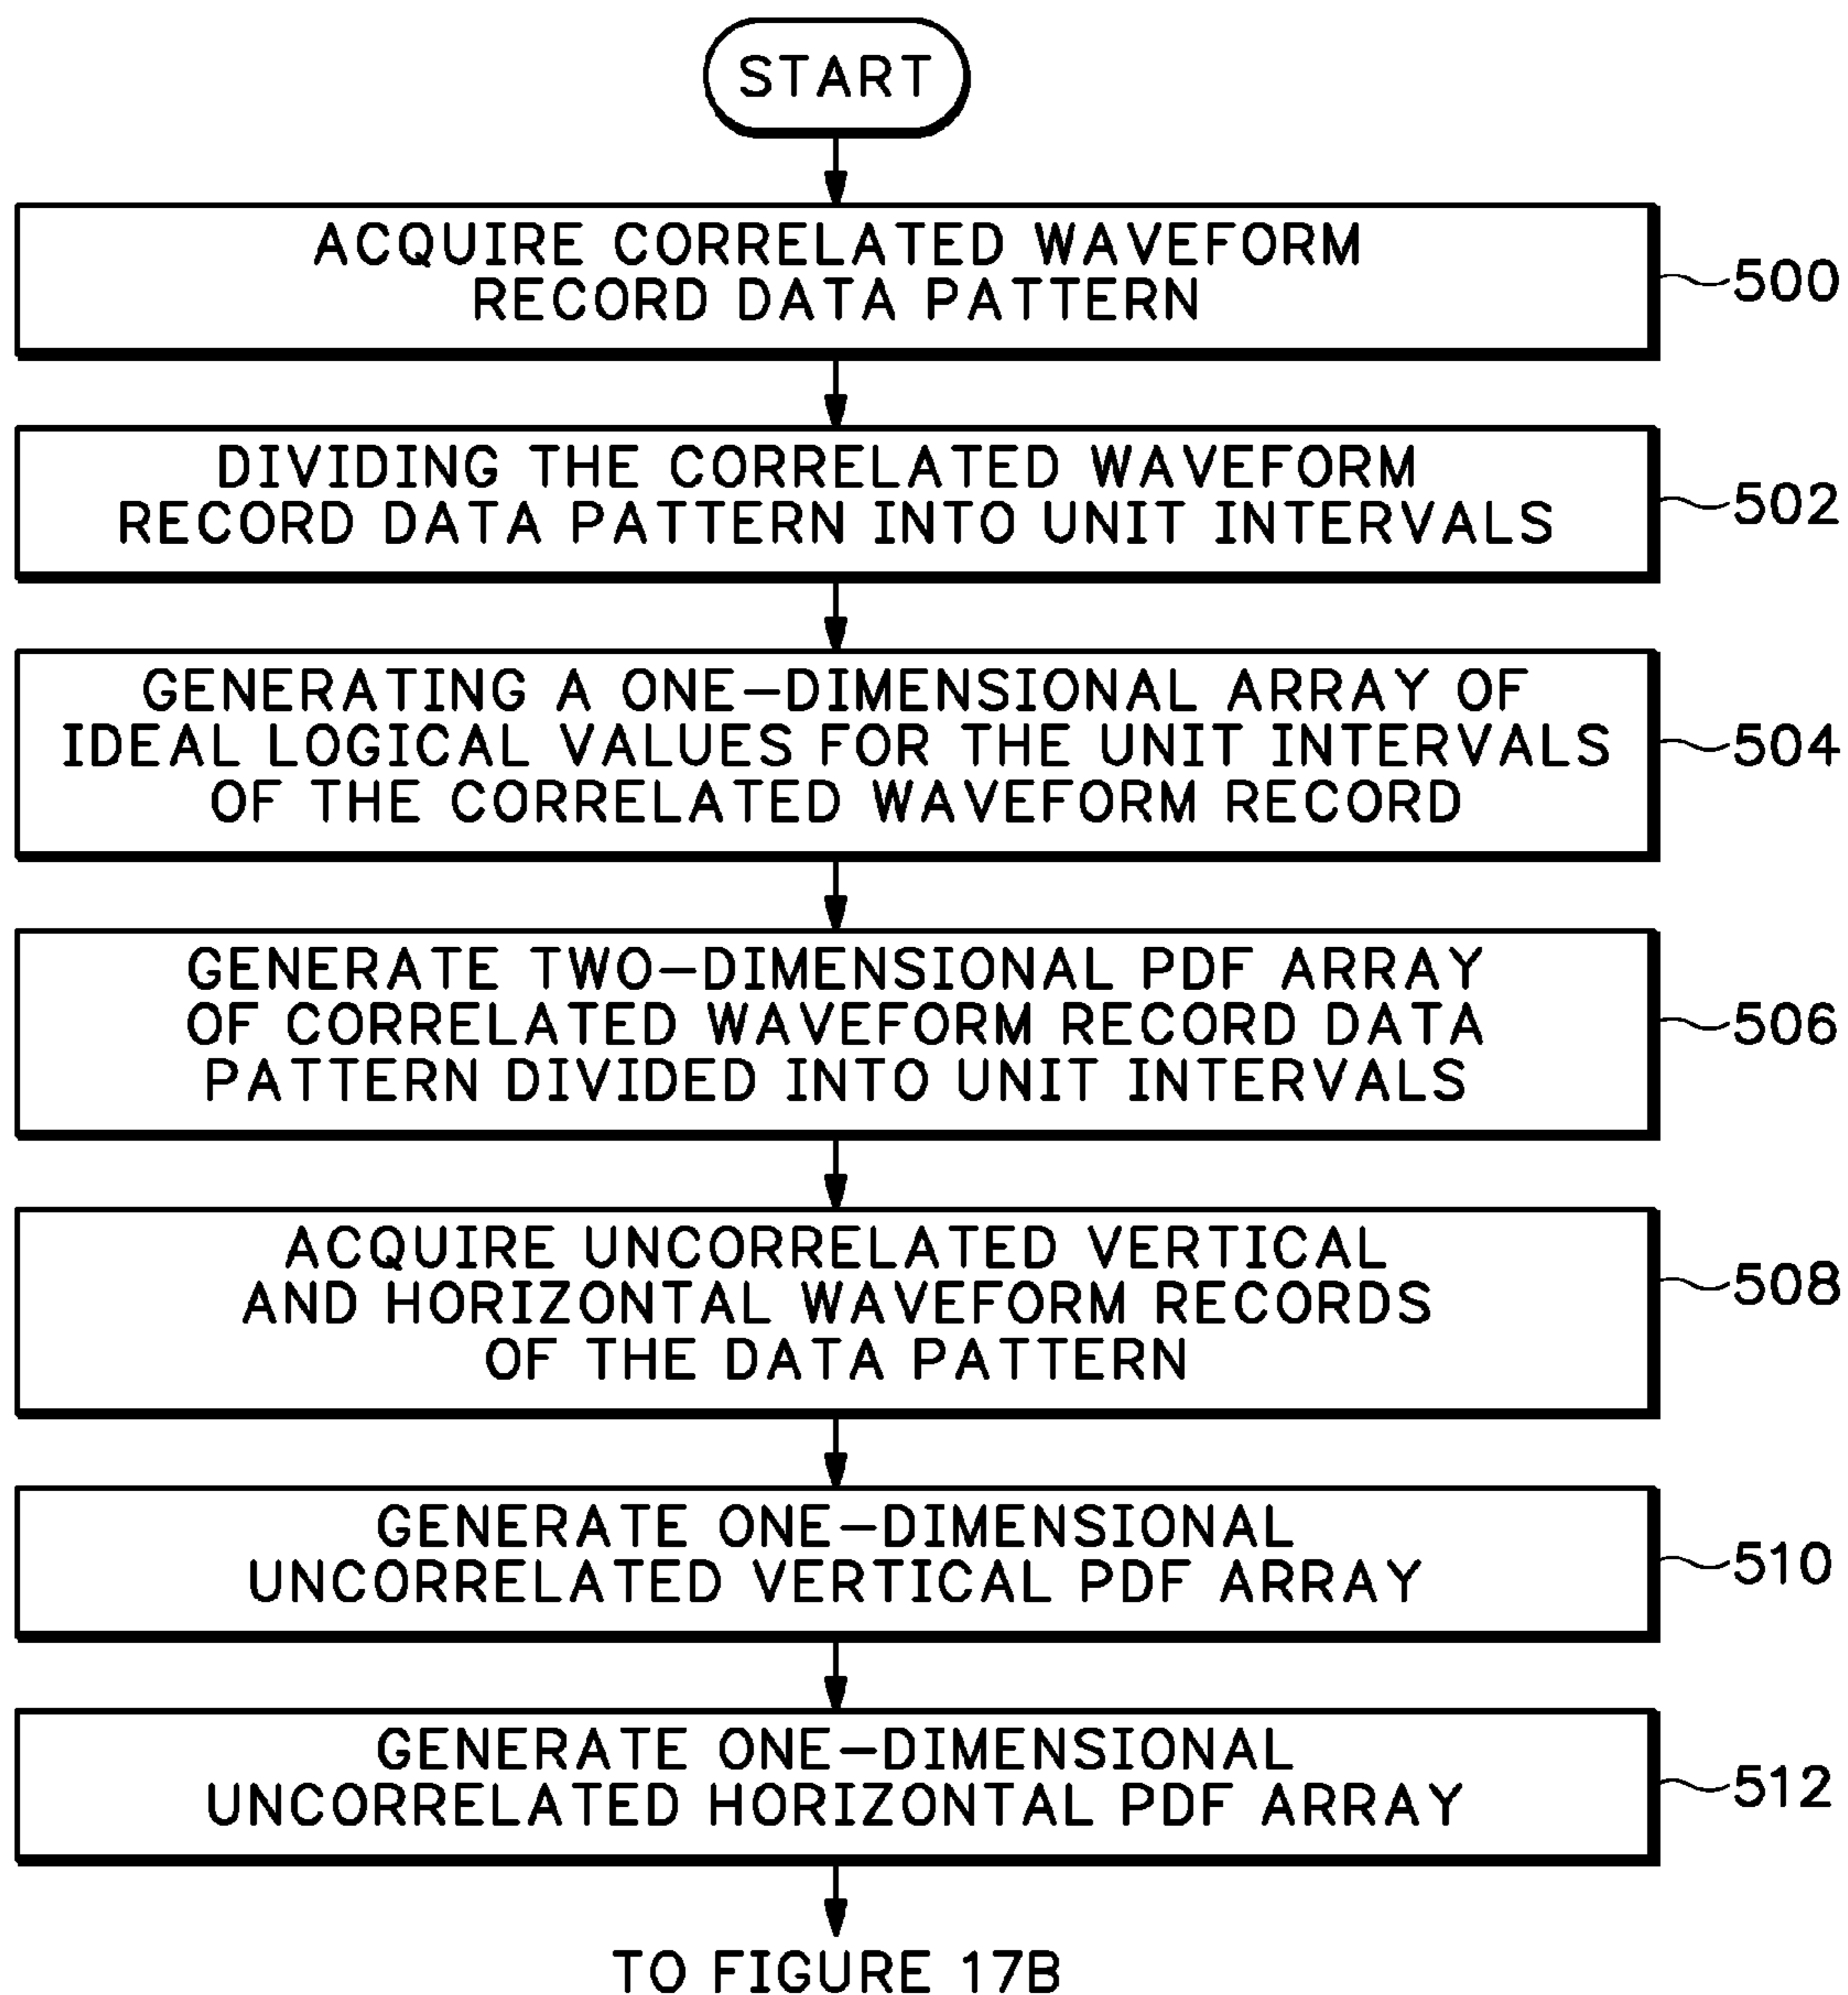 START
ACQUIRE CORRELATED WAVEFORM
RECORD DATA PATTERN
500
DIVIDING THE CORRELATED WAVEFORM
RECORD DATA PATTERN INTO UNIT INTERVALS
502
GENERATING A ONE-DIMENSIONAL ARRAY OF
IDEAL LOGICAL VALUES FOR THE UNIT INTERVALS
OF THE CORRELATED WAVEFORM RECORD
504
GENERATE TWO-DIMENSIONAL PDF ARRAY
OF CORRELATED WAVEFORM RECORD DATA
PATTERN DIVIDED INTO UNIT INTERVALS
506
ACQUIRE UNCORRELATED VERTICAL
AND HORIZONTAL WAVEFORM RECORDS
OF THE DATA PATTERN
508
GENERATE ONE-DIMENSIONAL
UNCORRELATED VERTICAL PDF ARRAY
510
GENERATE ONE-DIMENSIONAL
UNCORRELATED HORIZONTAL PDF ARRAY
512
TO FIGURE 17B